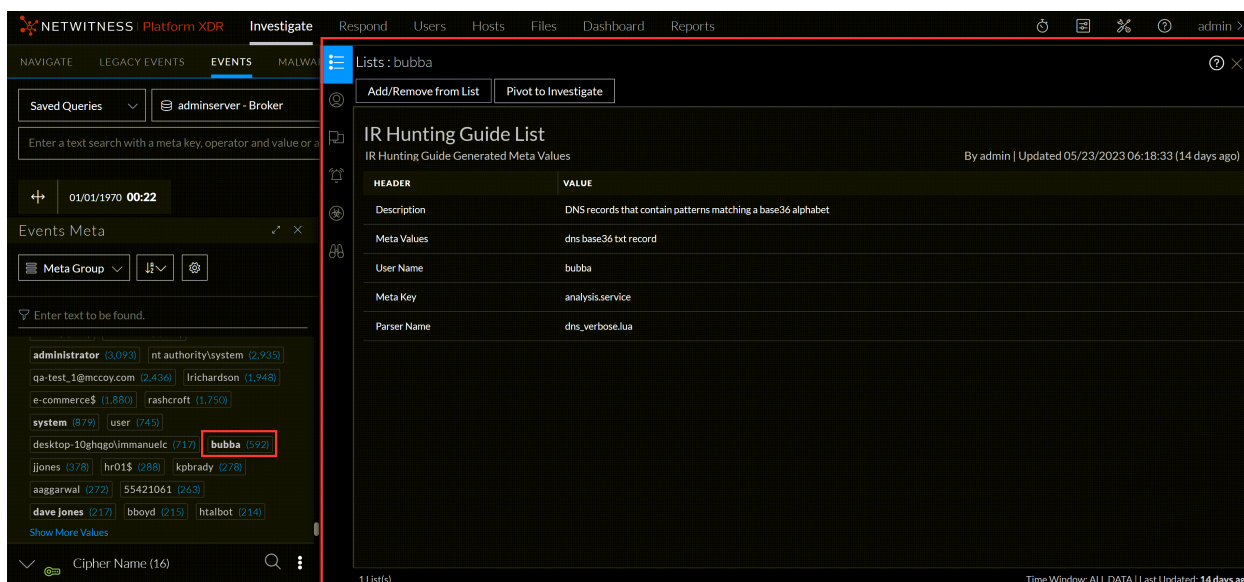 NETWITNESS Platform XDR Investigate Respond Users Hosts Files Dashboard Reports admin >
NAVIGATE LEGACY EVENTS EVENTS MALWA
Lists : bubba
Saved Queries adminserver - Broker
Add/Remove from List Pivot to Investigate
Enter a text search with a meta key, operator and value or a
IR Hunting Guide List
IR Hunting Guide Generated Meta Values By admin | Updated 05/23/2023 06:18:33 (14 days ago)
HEADER VALUE
01/01/1970 00:22
Description DNS records that contain patterns matching a base36 alphabet
Events Meta
Meta Values dns base36 txt record
Meta Group
User Name bubba
Meta Key analysis.service
Enter text to be found.
Parser Name dns_verbose.lua
administrator (3,093) nt authority\system (2,935)
qa-test_1@mccoy.com (2,436) lrichardson (1,948)
e-commerce$ (1,880) rashcroft (1,750)
system (879) user (745)
desktop-10ghqgo\immanuelc (717) bubba (592)
jjones (378) hr01$ (288) kpbrady (278)
aaggarwal (272) 55421061 (263)
dave jones (217) bboyd (215) htalbot (214)
Show More Values
Cipher Name (16)
1 List(s) Time Window: ALL DATA | Last Updated: 14 days ag